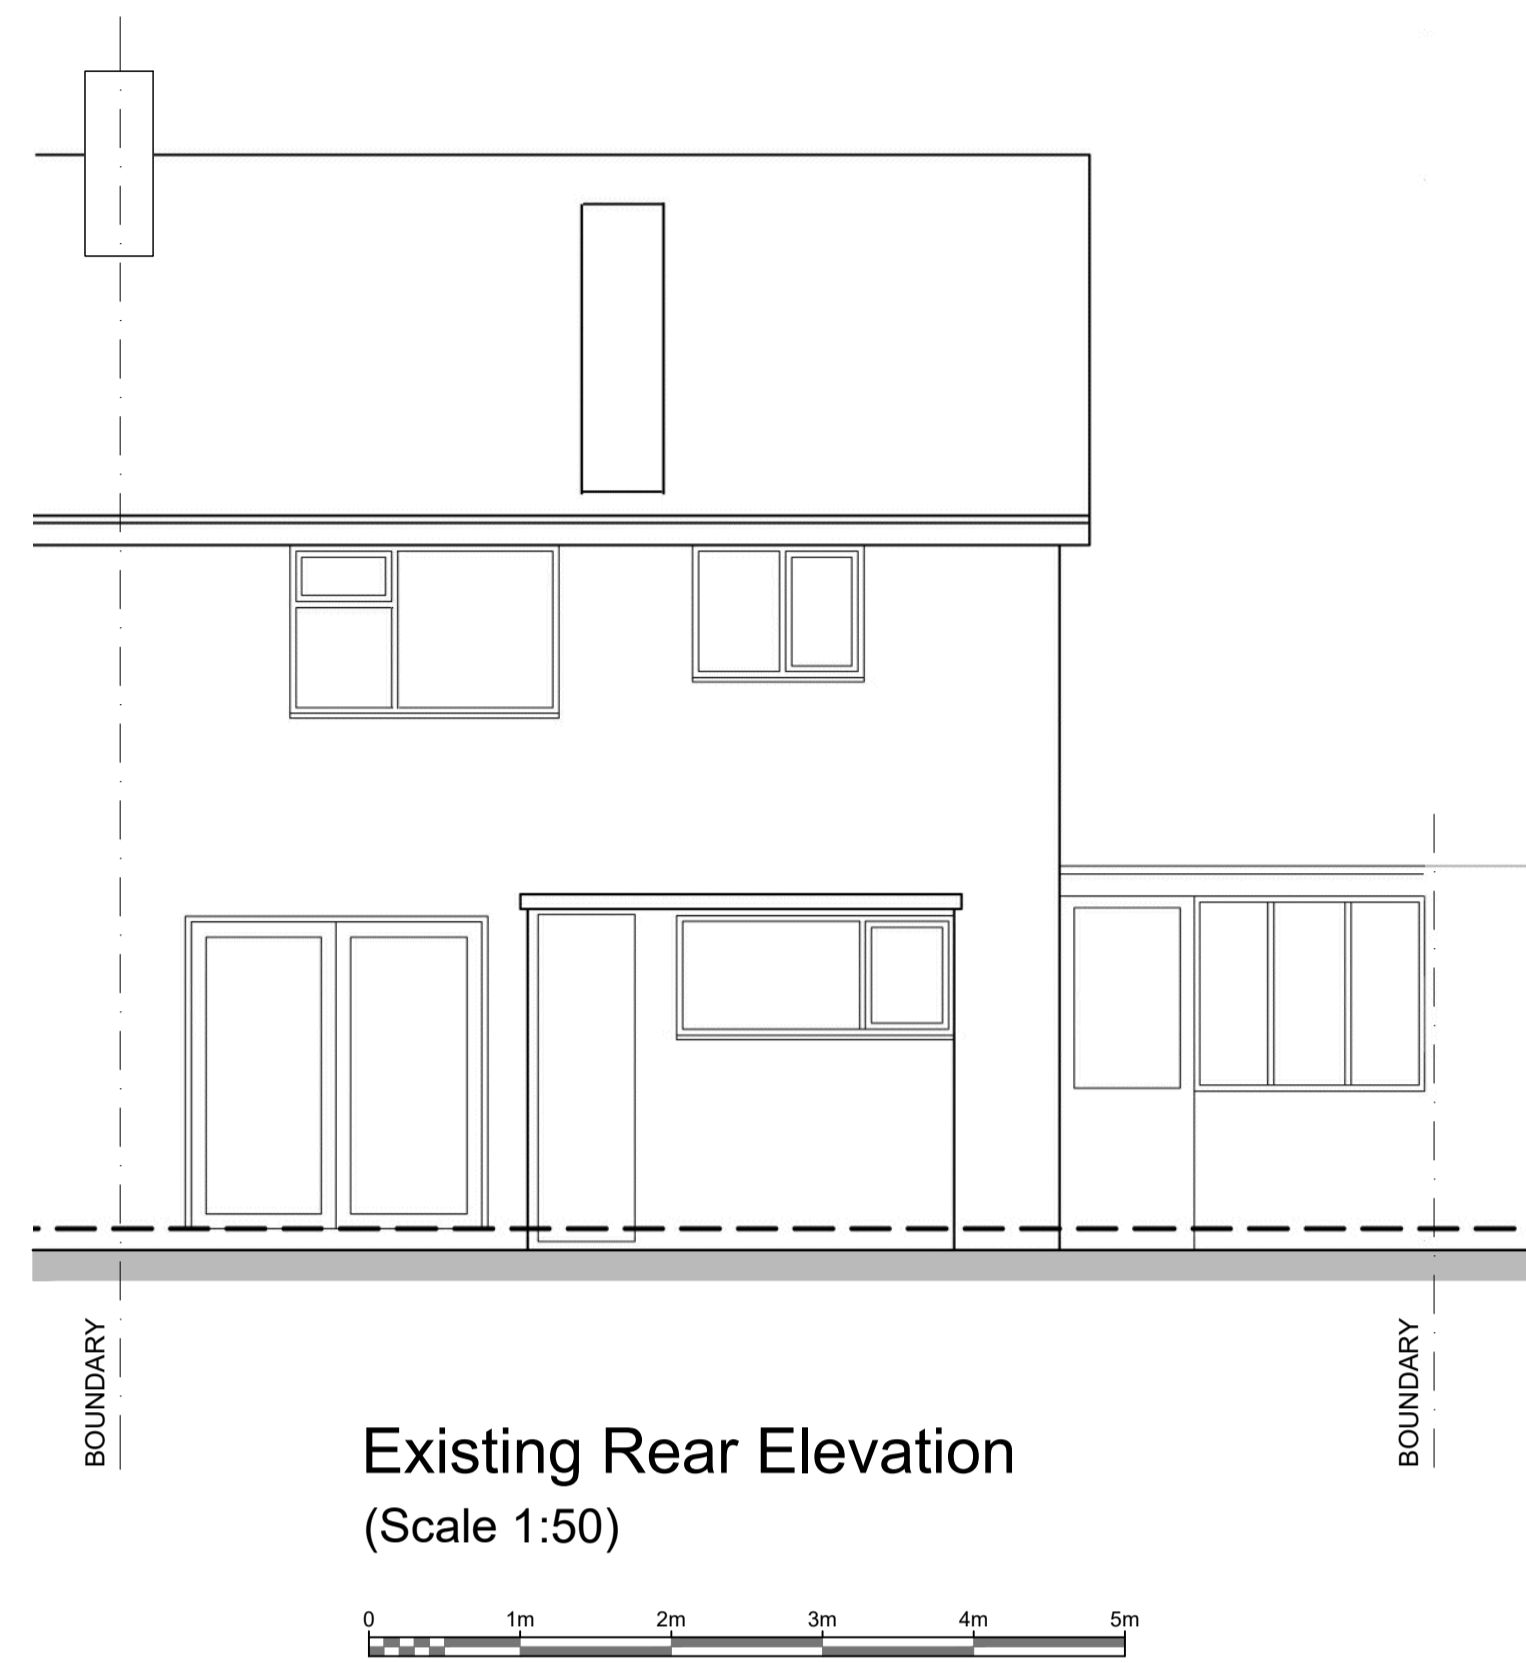 BOUNDARY
BOUNDARY
Existing Rear Elevation
(Scale 1:50)
0 1m 2m 3m 4m 5m